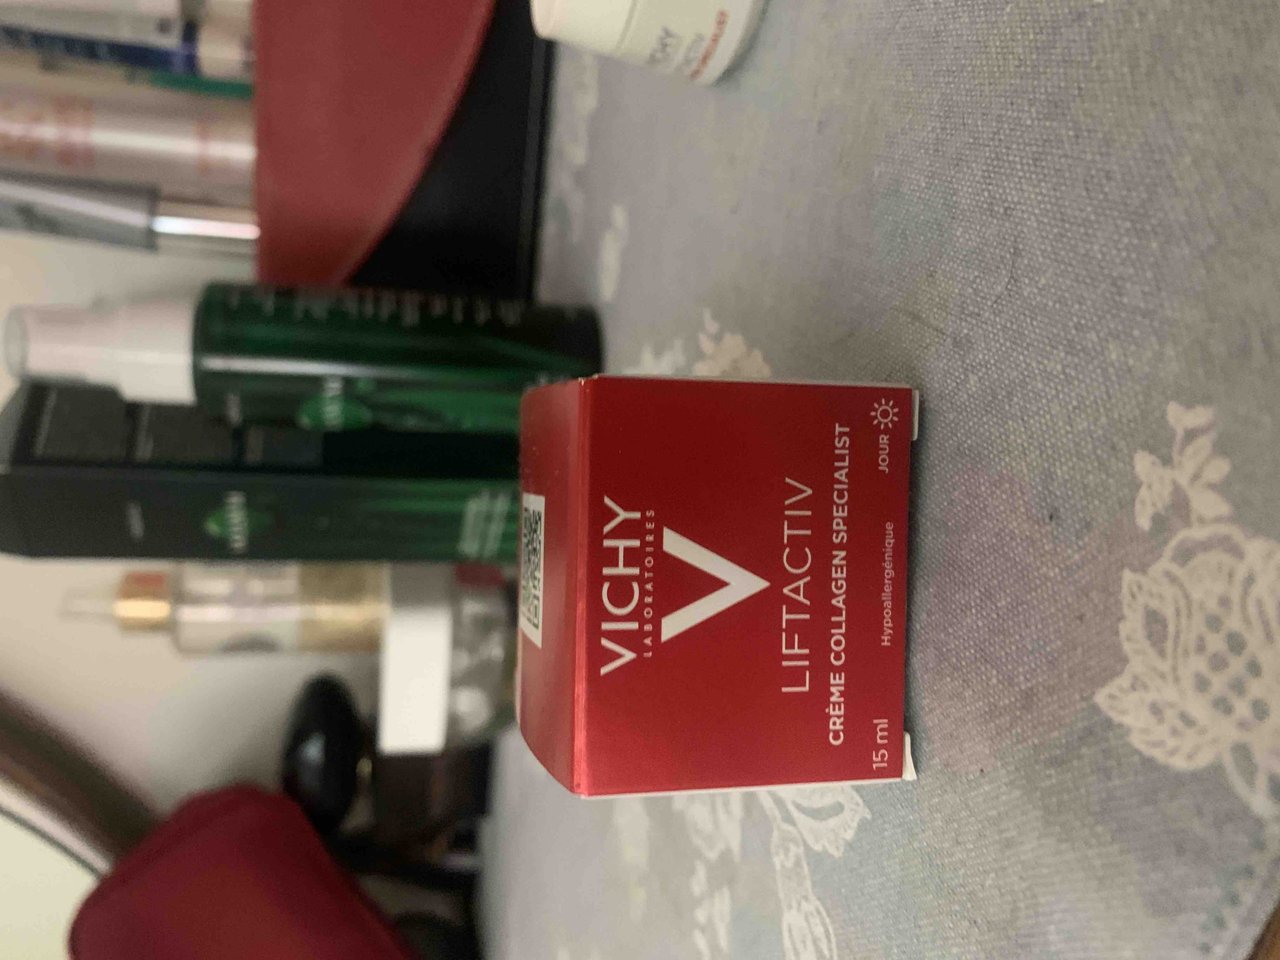 VICHY
LABORATOIRES
LIFTACTIV
CRÈME COLLAGEN SPECIALIST
15 ml
Hypoallergénique
JOUR